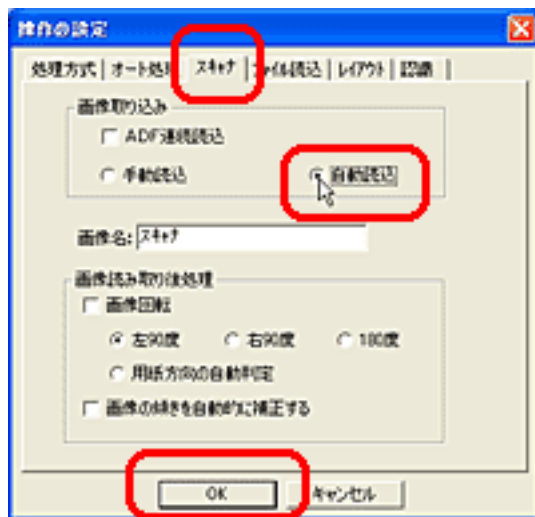 操作の設定
処理方式 オート処理 スキャナ ファイル読込 レイアウト 認識
画像取り込み
ADF連続読込
手動読込 自動読込
画像名: スキャナ
画像読み取り後処理
画像回転
左90度 右90度 180度
用紙方向の自動判定
画像の傾きを自動的に補正する
OK キャンセル